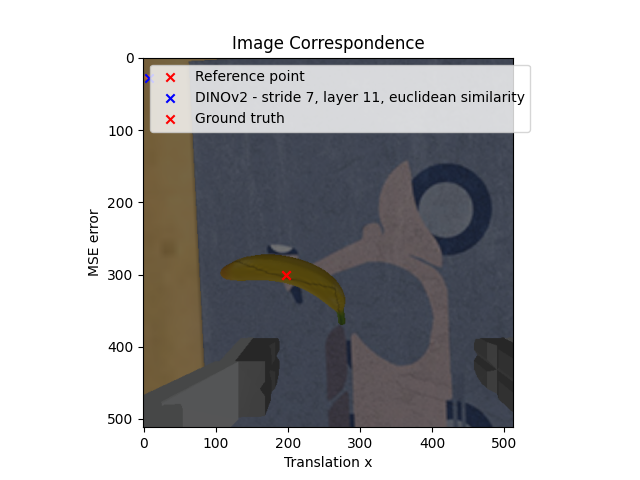 Image Correspondence
Reference point
DINOv2 - stride 7, layer 11, euclidean similarity
Ground truth
MSE error
0
100
200
300
400
500
0 100 200 300 400 500
Translation x